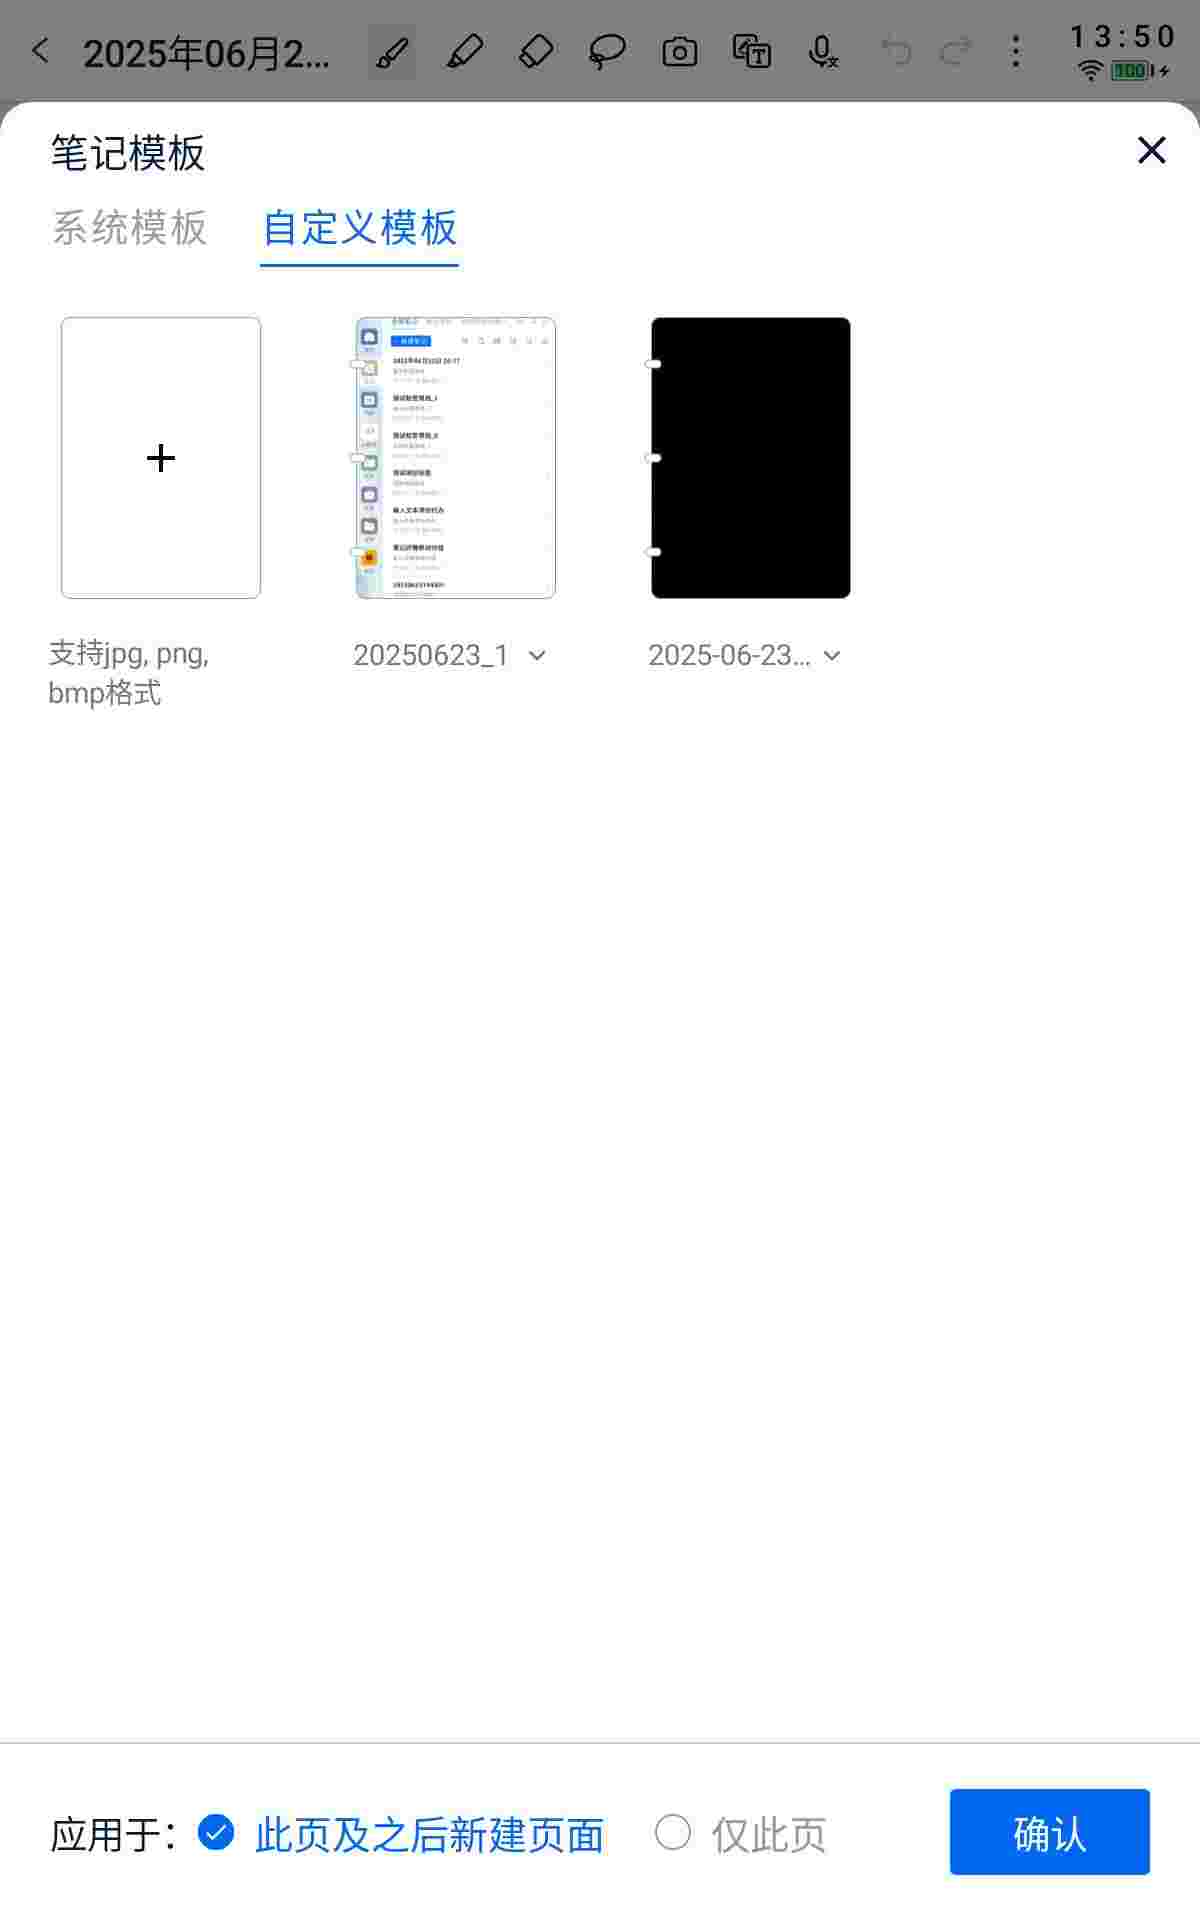 2025年06月2...
13:50
100
笔记模板
系统模板 自定义模板
支持jpg, png,
bmp格式
20250623_1
2025-06-23...
应用于： 此页及之后新建页面 仅此页 确认